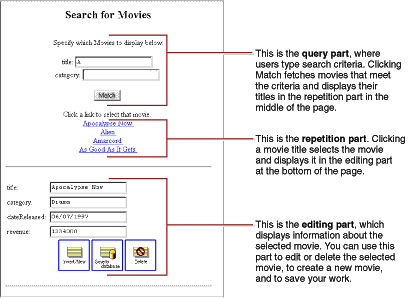 Search for Movies
Specify which Movies to display below:
title: A
category:
Match
Click a link to select that movie.
Apocalypse Now
Alien
Amarcord
As Good As It Gets
title: Apocalypse Now
category: Drama
dateReleased: 06/07/1997
revenue: 1234000
Insert/New
Save to database
Delete
This is the query part, where
users type search criteria. Clicking
Match fetches movies that meet
the criteria and displays their
titles in the repetition part in the
middle of the page.
This is the repetition part. Clicking
a movie title selects the movie
and displays it in the editing part
at the bottom of the page.
This is the editing part, which
displays information about the
selected movie. You can use this
part to edit or delete the selected
movie, to create a new movie,
and to save your work.